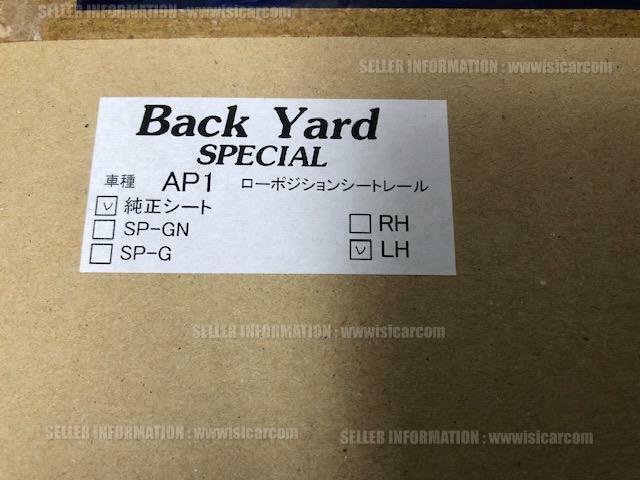 SELLER INFORMATION : wwwisicarcom
Back Yard
SPECIAL
車種 AP1 ローポジションシートレール
純正シート
SP-GN
SP-G
RH
LH
SELLER INFORMATION : wwwisicarcom
SELLER INFORMATION : wwwisicarcom
SELLER INFORMATION : wwwisicarcom